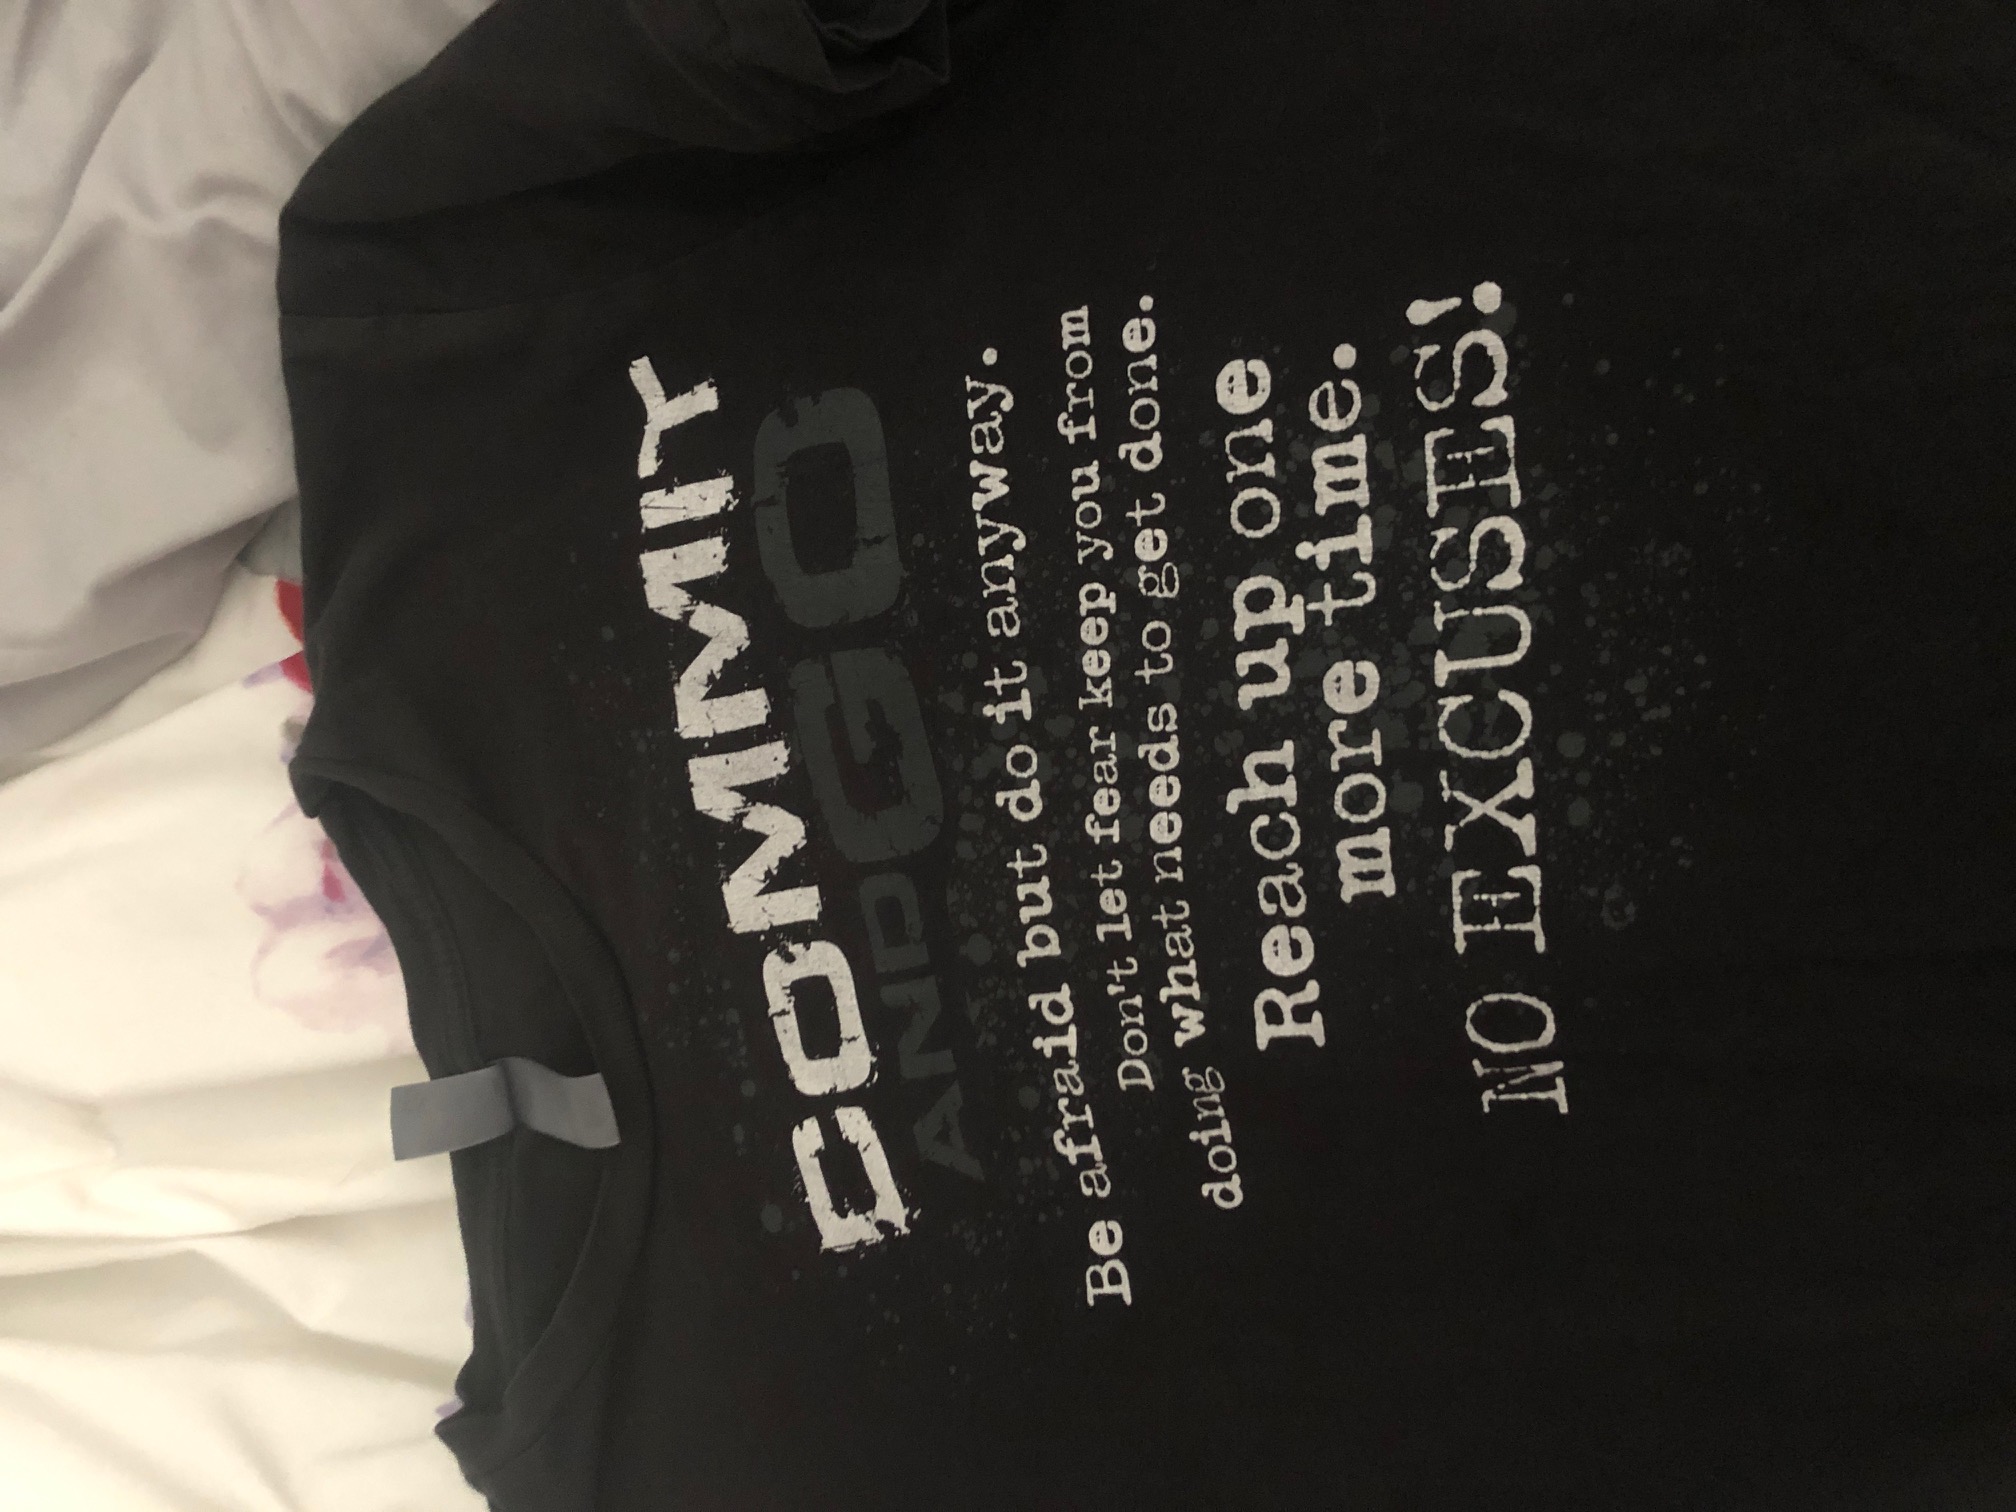 COMMIT
AND GO
Be afraid but do it anyway.
Don't let fear keep you from
doing what needs to get done.
Reach up one
more time.
NO EXCUSES!